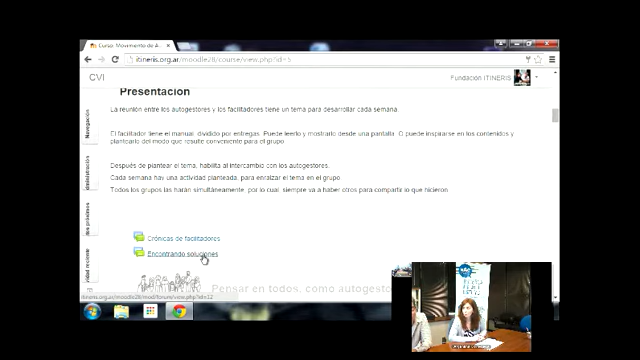 Curso: Movimiento de A...
itineris.org.ar/moodle28/course/view.php?id=5
CVI
Fundación ITINERIS
Presentación
La reunión entre los autogestores y los facilitadores tiene un tema para desarrollar cada semana.
El facilitador tiene el manual, dividido por entregas. Puede leerlo y mostrarlo desde una pantalla. O puede inspirarse en los contenidos y
plantearlo del modo que resulte conveniente para el grupo.
Después de plantear el tema, habilita al intercambio con los autogestores.
Cada semana hay una actividad planteada, para enraizar el tema en el grupo
Todos los grupos las harán simultáneamente, por lo cual siempre va a haber otros para compartir lo que hicieron
Crónicas de facilitadores
Encontrando soluciones
Pensar en todos, como autogesto
itineris.org.ar/moodle28/mod/forum/view.php?id=12
Navegación